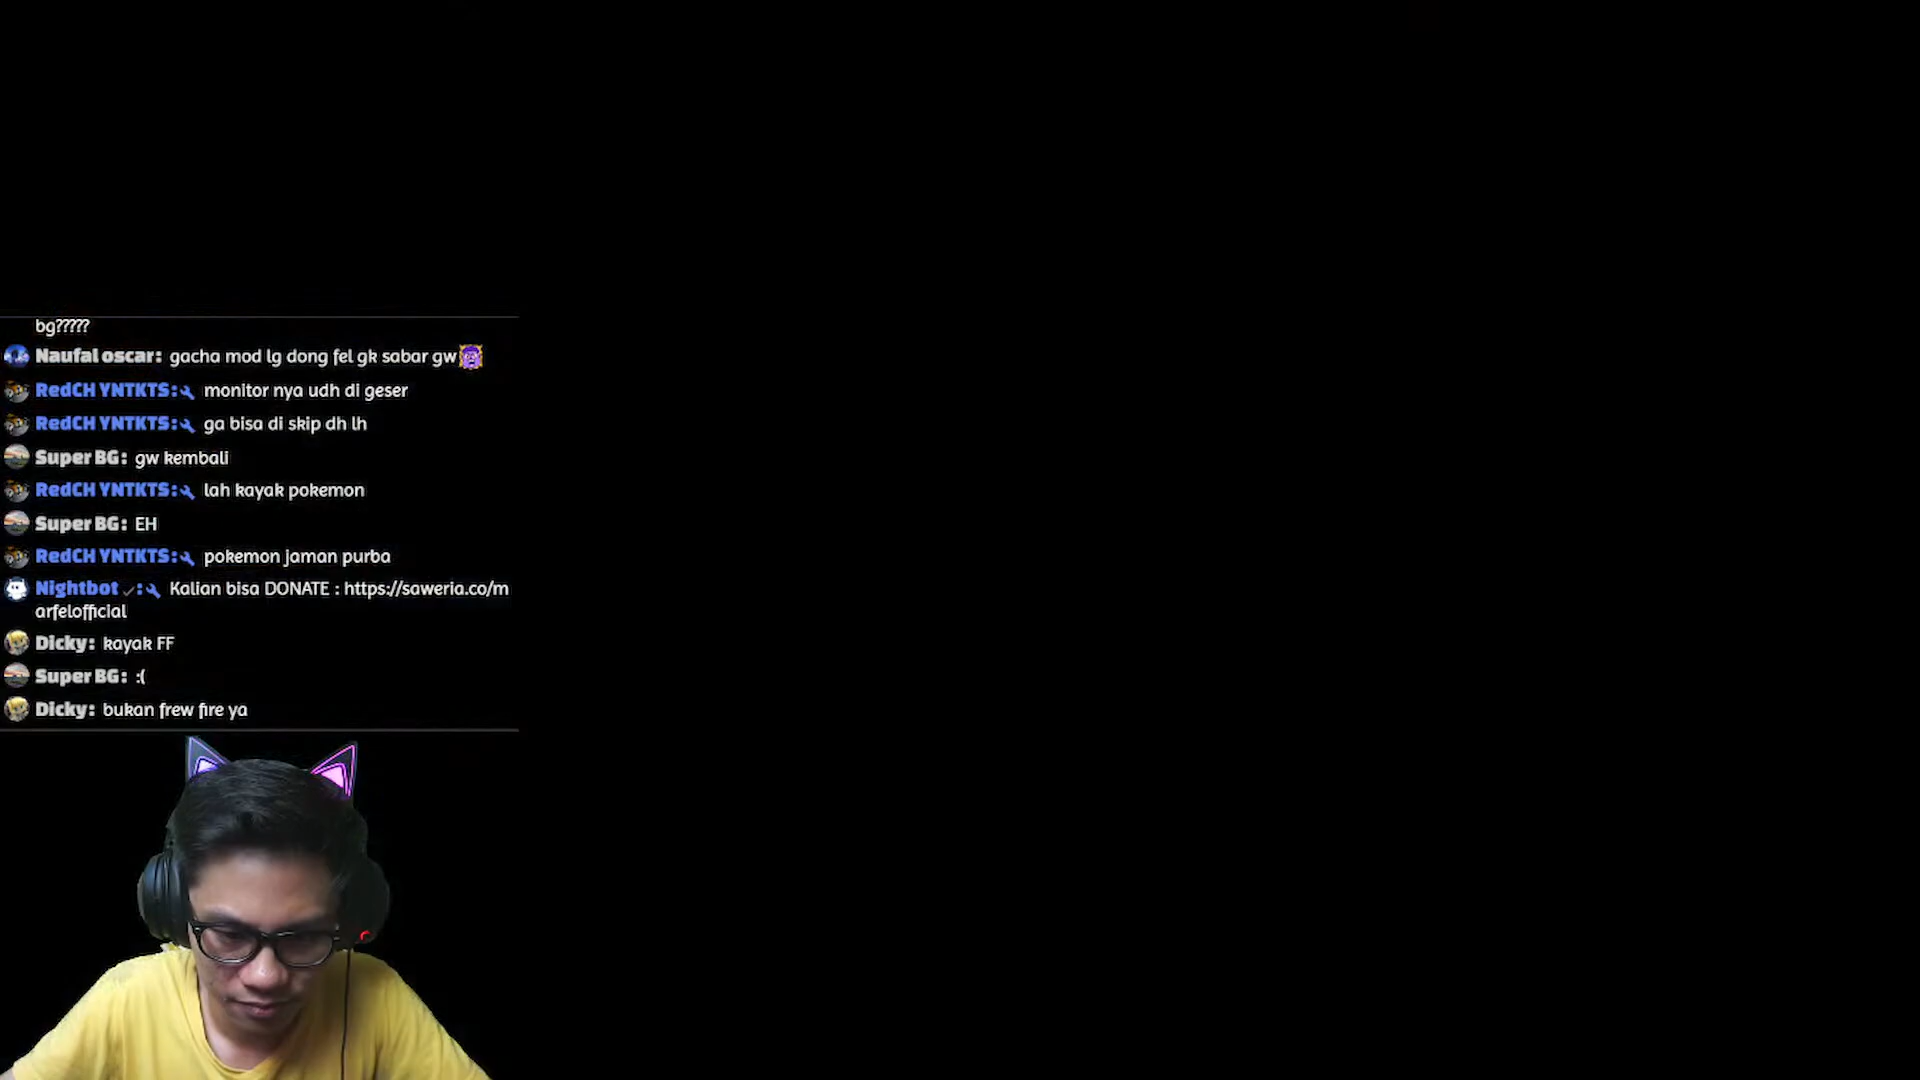 bg?????
Naufal oscar: gacha mod lg dong fel gk sabar gw
RedCH YNTKTS: monitor nya udh di geser
RedCH YNTKTS: ga bisa di skip dh lh
Super BG: gw kembali
RedCH YNTKTS: lah kayak pokemon
Super BG: EH
RedCH YNTKTS: pokemon jaman purba
Nightbot : Kalian bisa DONATE : https://saweria.co/m
arfelofficial
Dicky: kayak FF
Super BG: :(
Dicky: bukan frew fire ya